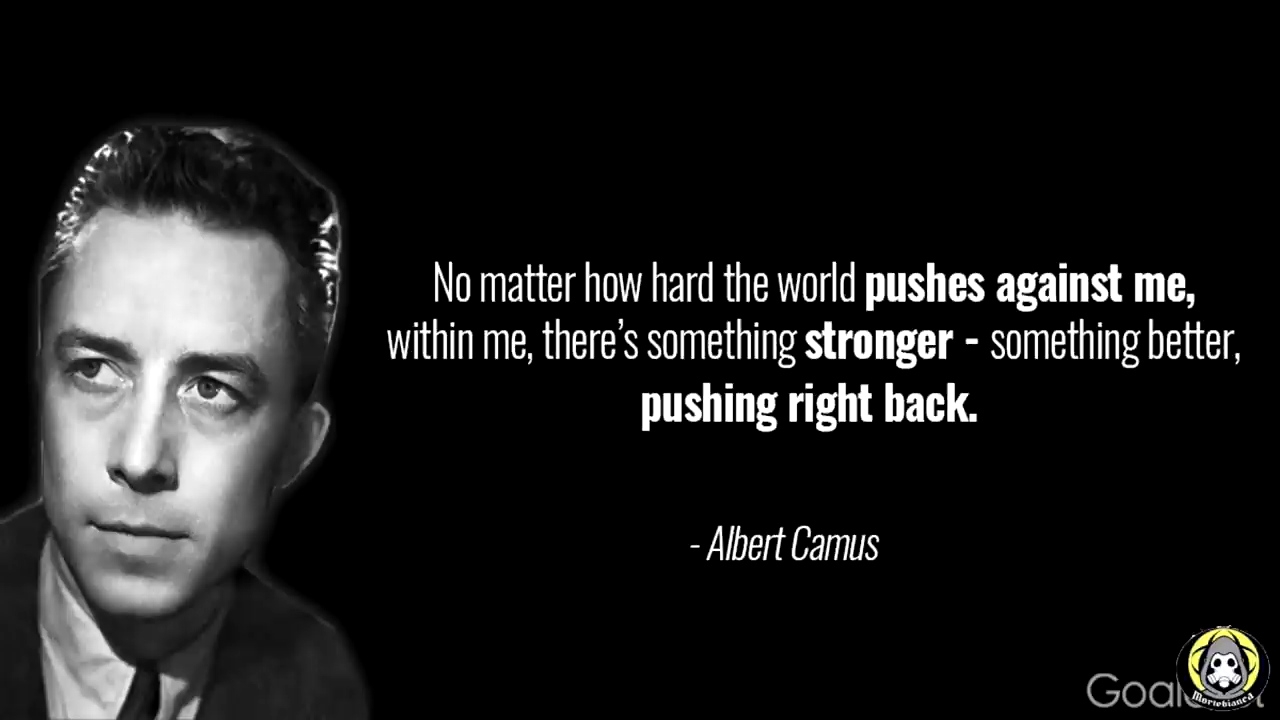 No matter how hard the world pushes against me,
within me, there's something stronger - something better,
pushing right back.
- Albert Camus
Mortebianca